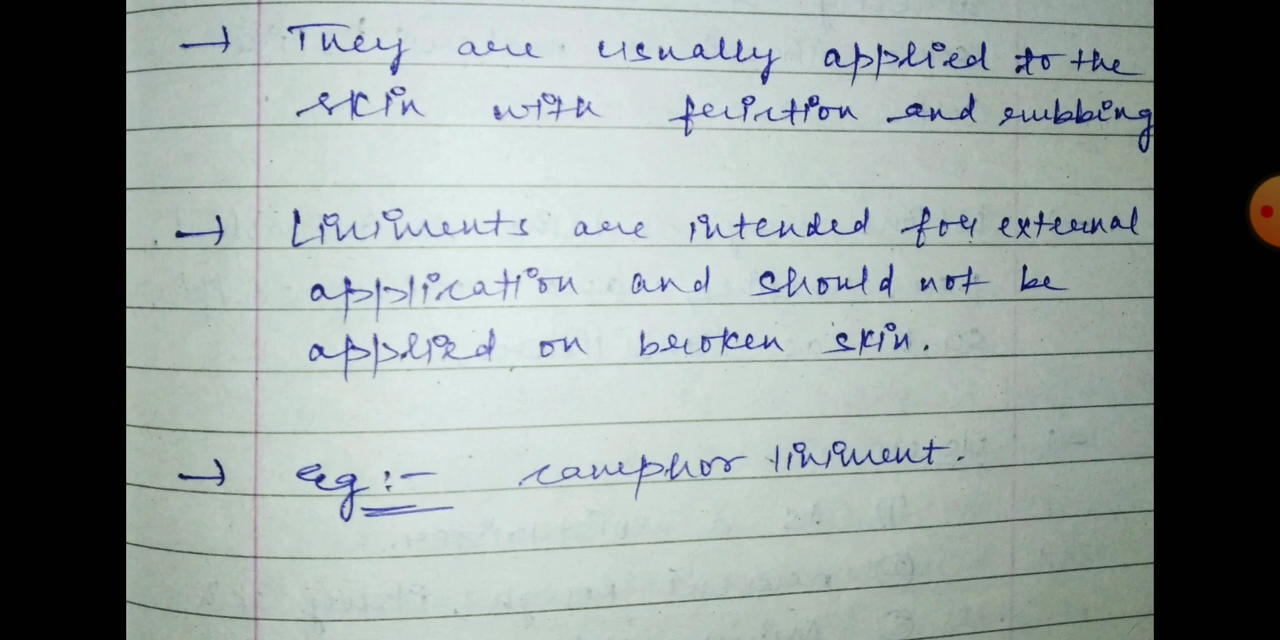 → They are usually applied to the
skin with friction and rubbing
→ Liniments are intended for external
application and should not be
applied on broken skin.
→ eg :- camphor liniment.